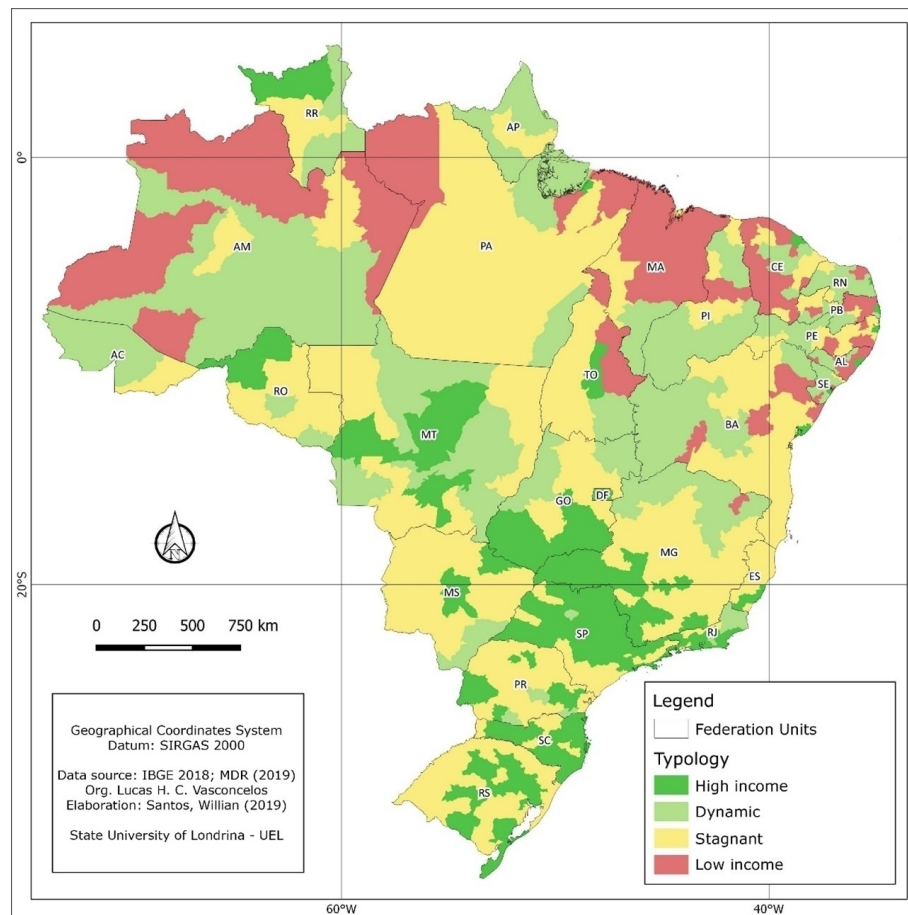 RR
AP
0°
AM
PA
MA
CE
RN
PB
PI
PE
AC
AL
TO
SE
RO
BA
MT
DF
GO
N
MG
20°S
MS
ES
0 250 500 750 km
SP
RJ
PR
SC
RS
Geographical Coordinates System
Datum: SIRGAS 2000
Data source: IBGE 2018; MDR (2019)
Org. Lucas H. C. Vasconcelos
Elaboration: Santos, Willian (2019)
State University of Londrina - UEL
Legend
Federation Units
Typology
High income
Dynamic
Stagnant
Low income
60°W
40°W